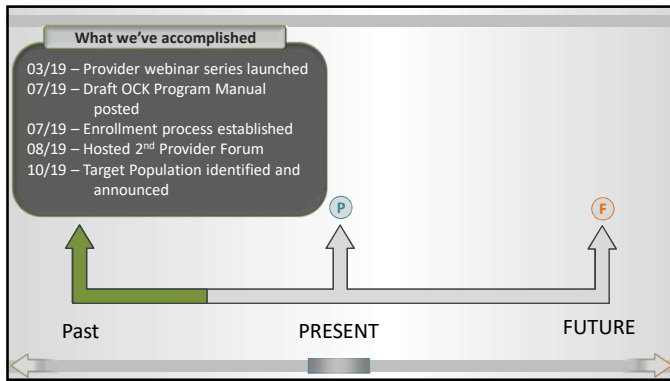 What we've accomplished
03/19 – Provider webinar series launched
07/19 – Draft OCK Program Manual
posted
07/19 – Enrollment process established
08/19 – Hosted 2nd Provider Forum
10/19 – Target Population identified and
announced
P
F
Past
PRESENT
FUTURE